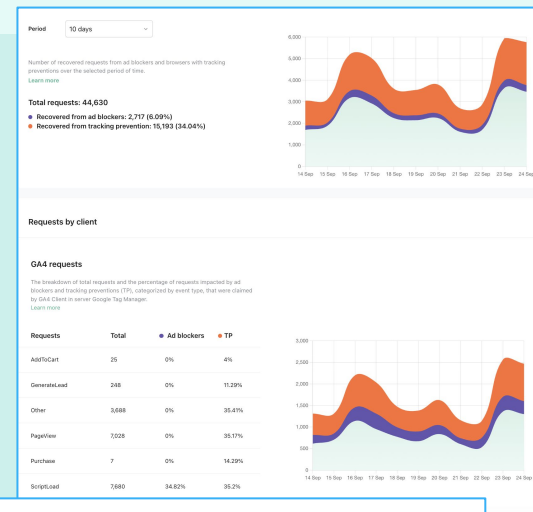 Period 10 days
Number of recovered requests from ad blockers and browsers with tracking
preventions over the selected period of time.
Learn more
Total requests: 44,630
Recovered from ad blockers: 2,717 (6.09%)
Recovered from tracking prevention: 15,193 (34.04%)
6,000
5,000
4,000
3,000
2,000
1,000
0
14 Sep 15 Sep 16 Sep 17 Sep 18 Sep 19 Sep 20 Sep 21 Sep 22 Sep 23 Sep 24 Sep
Requests by client
GA4 requests
The breakdown of total requests and the percentage of requests impacted by ad
blockers and tracking preventions (TP), categorized by event type, that were claimed
by GA4 Client in server Google Tag Manager
Learn more
Requests Total Ad blockers TP
AddToCart 25 0% 4%
GenerateLead 248 0% 11.29%
Other 3,688 0% 35.41%
PageView 7,028 0% 35.17%
Purchase 7 0% 14.29%
ScriptLoad 7,680 34.82% 35.2%
3,000
2,500
2,000
1,500
1,000
500
0
14 Sep 15 Sep 16 Sep 17 Sep 18 Sep 19 Sep 20 Sep 21 Sep 22 Sep 23 Sep 24 Sep